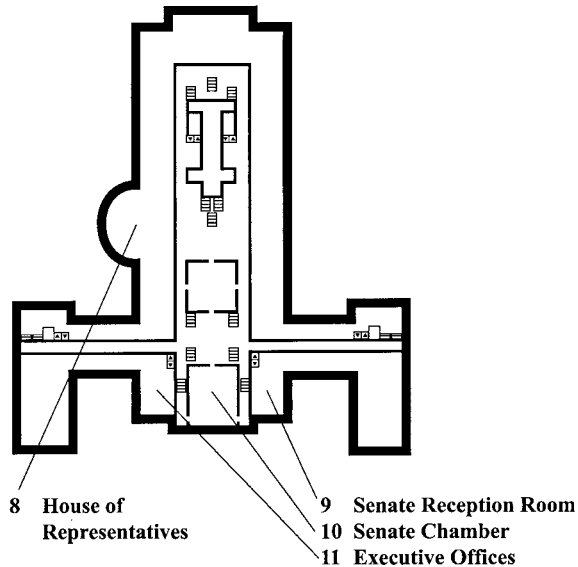 8 House of
Representatives
9 Senate Reception Room
10 Senate Chamber
11 Executive Offices